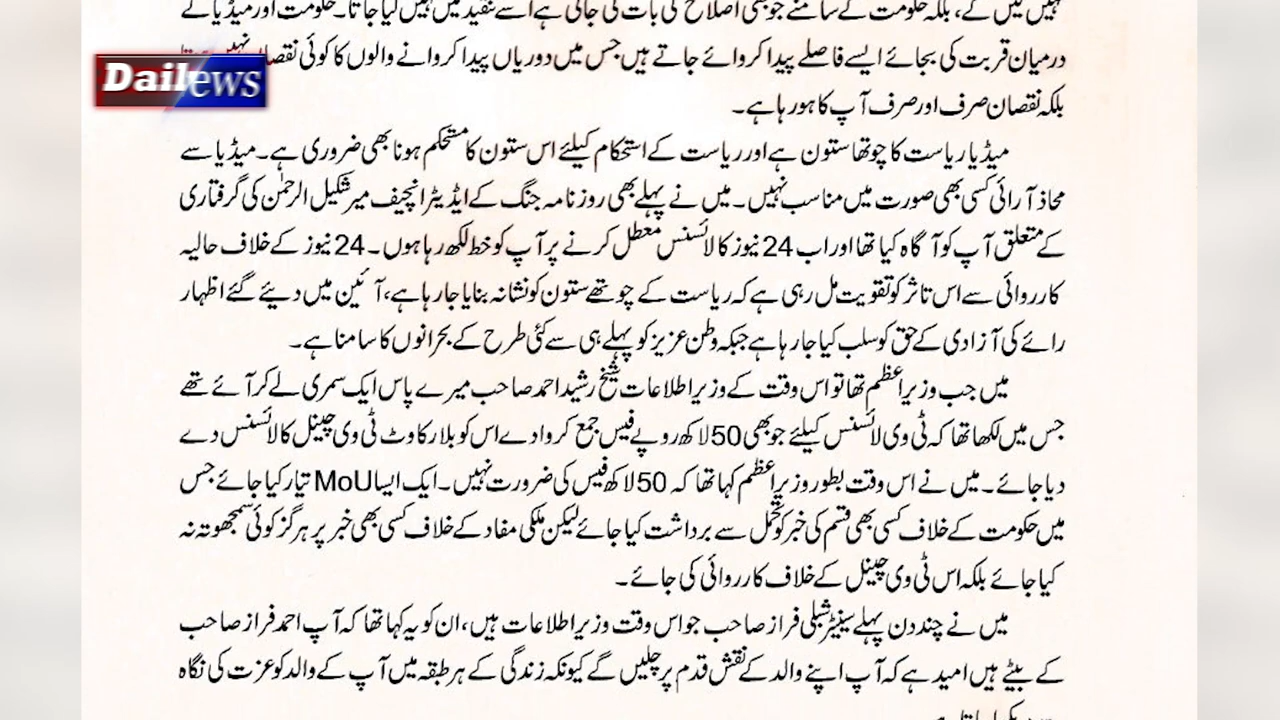 نہیں لیں گے، بلکہ حکومت کے سامنے جو بھی اصلاح کی بات کی جاتی ہے اسے تنقید میں نہیں لیا جاتا۔ حکومت اور میڈیا کے
درمیان قربت کی بجائے ایسے فاصلے پیدا کروائے جاتے ہیں جس میں دوریاں پیدا کروانے والوں کا کوئی نقصان نہیں ہوتا
Dail ews
بلکہ نقصان صرف اور صرف آپ کا ہو رہا ہے۔
میڈیا ریاست کا چوتھا ستون ہے اور ریاست کے استحکام کیلئے اس ستون کا مستحکم ہونا بھی ضروری ہے۔ میڈیا سے
محاذ آرائی کسی بھی صورت میں مناسب نہیں۔ میں نے پہلے بھی روزنامہ جنگ کے ایڈیٹر انچیف میر شکیل الرحمٰن کی گرفتاری
کے متعلق آپ کو آگاہ کیا تھا اور اب 24 نیوز کا لائسنس معطل کرنے پر آپ کو خط لکھ رہا ہوں۔ 24 نیوز کے خلاف حالیہ
کارروائی سے اس تاثر کو تقویت مل رہی ہے کہ ریاست کے چوتھے ستون کو نشانہ بنایا جا رہا ہے، آئین میں دیئے گئے اظہار
رائے کی آزادی کے حق کو سلب کیا جا رہا ہے جبکہ وطن عزیز کو پہلے ہی سے کئی طرح کے بحرانوں کا سامنا ہے۔
میں جب وزیراعظم تھا تو اس وقت کے وزیر اطلاعات شیخ رشید احمد صاحب میرے پاس ایک سمری لے کر آئے تھے
جس میں لکھا تھا کہ ٹی وی لائسنس کیلئے جو بھی 50 لاکھ روپے فیس جمع کروا دے اس کو بلا رکاوٹ ٹی وی چینل کا لائسنس دے
دیا جائے۔ میں نے اس وقت بطور وزیراعظم کہا تھا کہ 50 لاکھ فیس کی ضرورت نہیں۔ ایک ایسا MoU تیار کیا جائے جس
میں حکومت کے خلاف کسی بھی قسم کی خبر کو تحمل سے برداشت کیا جائے لیکن ملکی مفاد کے خلاف کسی بھی خبر پر ہرگز کوئی سمجھوتہ نہ
کیا جائے بلکہ اس ٹی وی چینل کے خلاف کارروائی کی جائے۔
میں نے چند دن پہلے سینیٹر شبلی فراز صاحب جو اس وقت وزیر اطلاعات ہیں، ان کو یہ کہا تھا کہ آپ احمد فراز صاحب
کے بیٹے ہیں امید ہے کہ آپ اپنے والد کے نقش قدم پر چلیں گے کیونکہ زندگی کے ہر طبقہ میں آپ کے والد کو عزت کی نگاہ